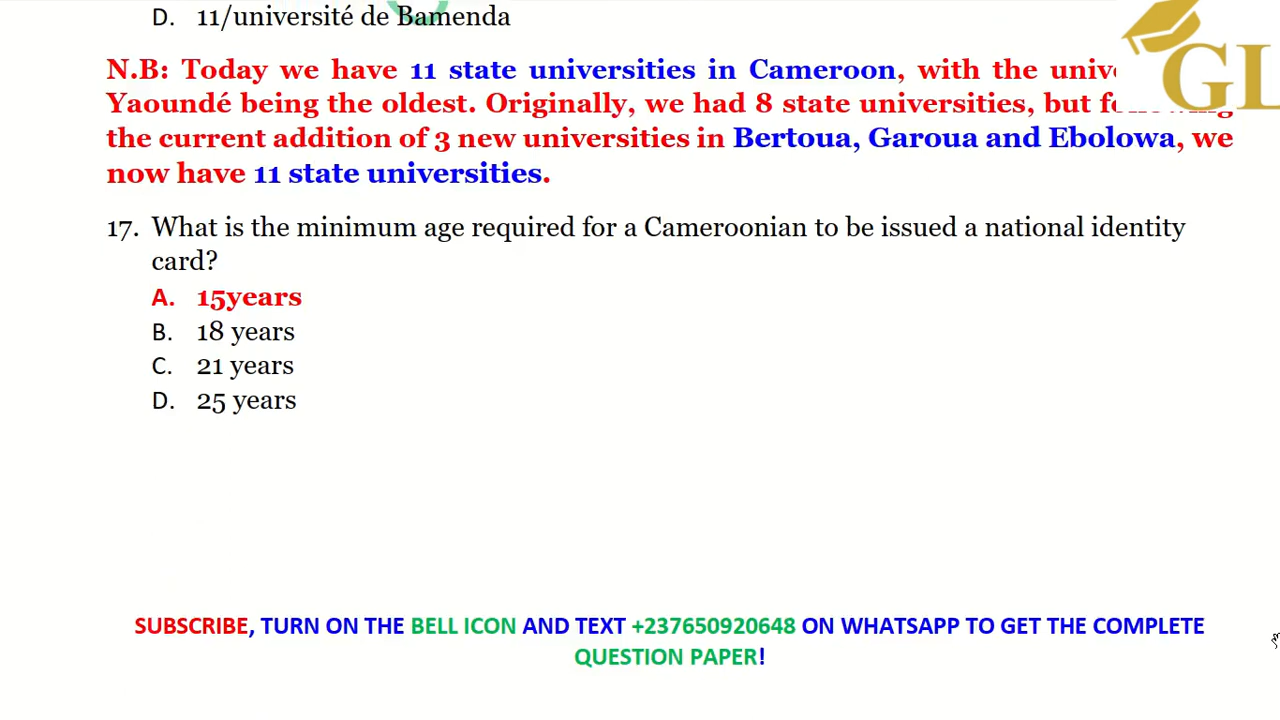 D. 11/université de Bamenda
N.B: Today we have 11 state universities in Cameroon, with the
Yaoundé being the oldest. Originally, we had 8 state universities, but
the current addition of 3 new universities in Bertoua, Garoua and Ebolowa, we
now have 11 state universities.
17. What is the minimum age required for a Cameroonian to be issued a national identity
card?
A. 15years
B. 18 years
C. 21 years
D. 25 years
SUBSCRIBE, TURN ON THE BELL ICON AND TEXT +237650920648 ON WHATSAPP TO GET THE COMPLETE
QUESTION PAPER!
GL